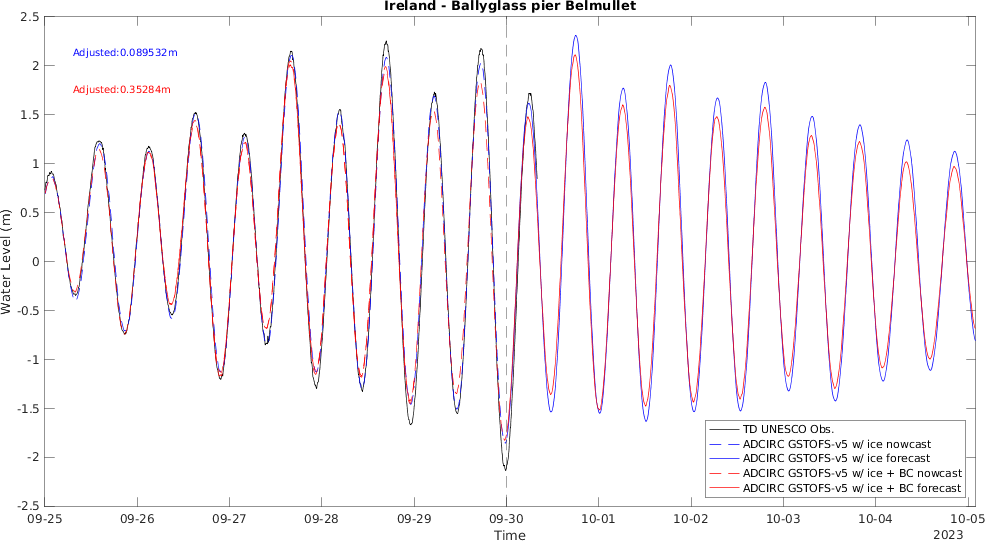 Ireland - Ballyglass pier Belmullet
2.5
2
1.5
1
0.5
0
-0.5
-1
-1.5
-2
-2.5
Water Level (m)
Adjusted:0.089532m
Adjusted:0.35284m
TD UNESCO Obs.
ADCIRC GSTOFS-v5 w/ ice nowcast
ADCIRC GSTOFS-v5 w/ ice forecast
ADCIRC GSTOFS-v5 w/ ice + BC nowcast
ADCIRC GSTOFS-v5 w/ ice + BC forecast
09-25 09-26 09-27 09-28 09-29 09-30 10-01 10-02 10-03 10-04 10-05
Time
2023